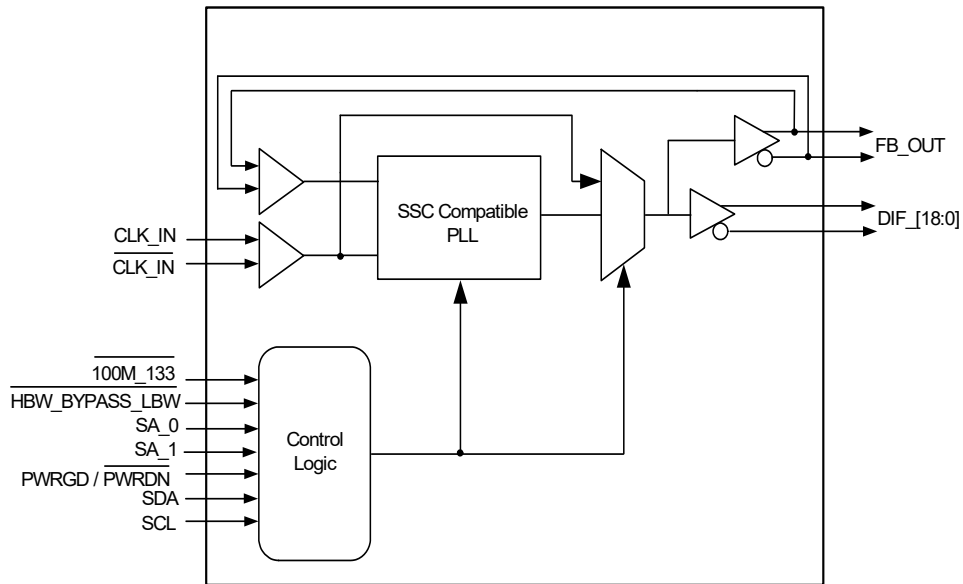 FB_OUT
SSC Compatible
PLL
DIF_[18:0]
CLK_IN
CLK_IN
100M_133
HBW_BYPASS_LBW
SA_0
SA_1
PWRGD / PWRDN
SDA
SCL
Control
Logic